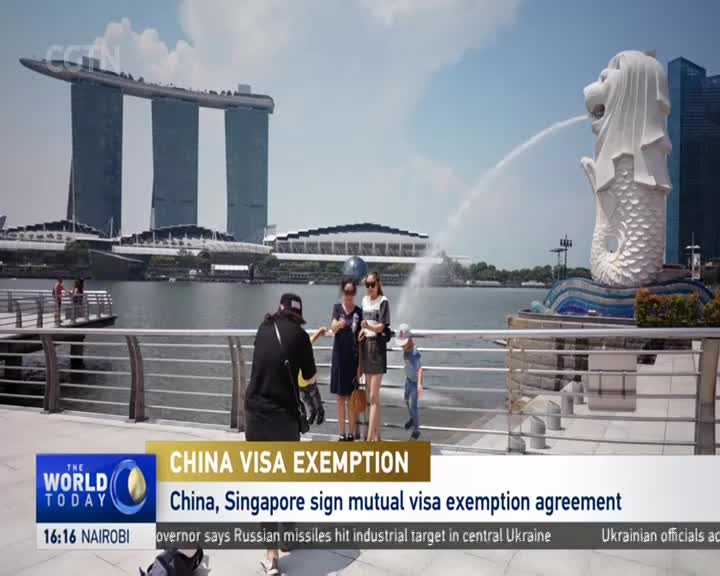 CGTN
CHINA VISA EXEMPTION
THE
WORLD
TODAY
China, Singapore sign mutual visa exemption agreement
16:16 NAIROBI
overnor says Russian missiles hit industrial target in central Ukraine
Ukrainian officials ac